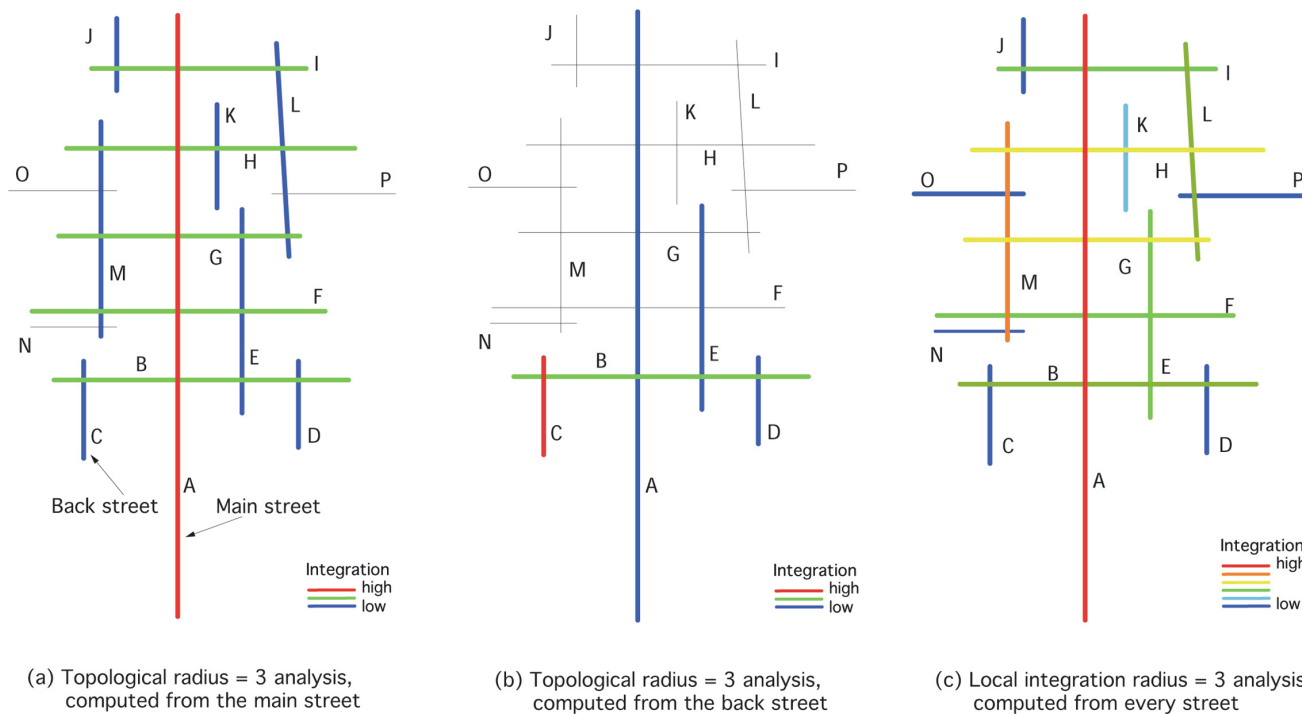 J
I
L
K
H
O
P
G
M
F
N
B
E
C
D
A
Back street
Main street
Integration
high
low
(a) Topological radius = 3 analysis,
computed from the main street
J
I
L
K
H
O
P
G
M
F
N
B
E
C
D
A
Integration
high
low
(b) Topological radius = 3 analysis,
computed from the back street
J
I
L
K
H
O
P
G
M
F
N
B
E
C
D
A
Integration
high
low
(c) Local integration radius = 3 analysis
computed from every street